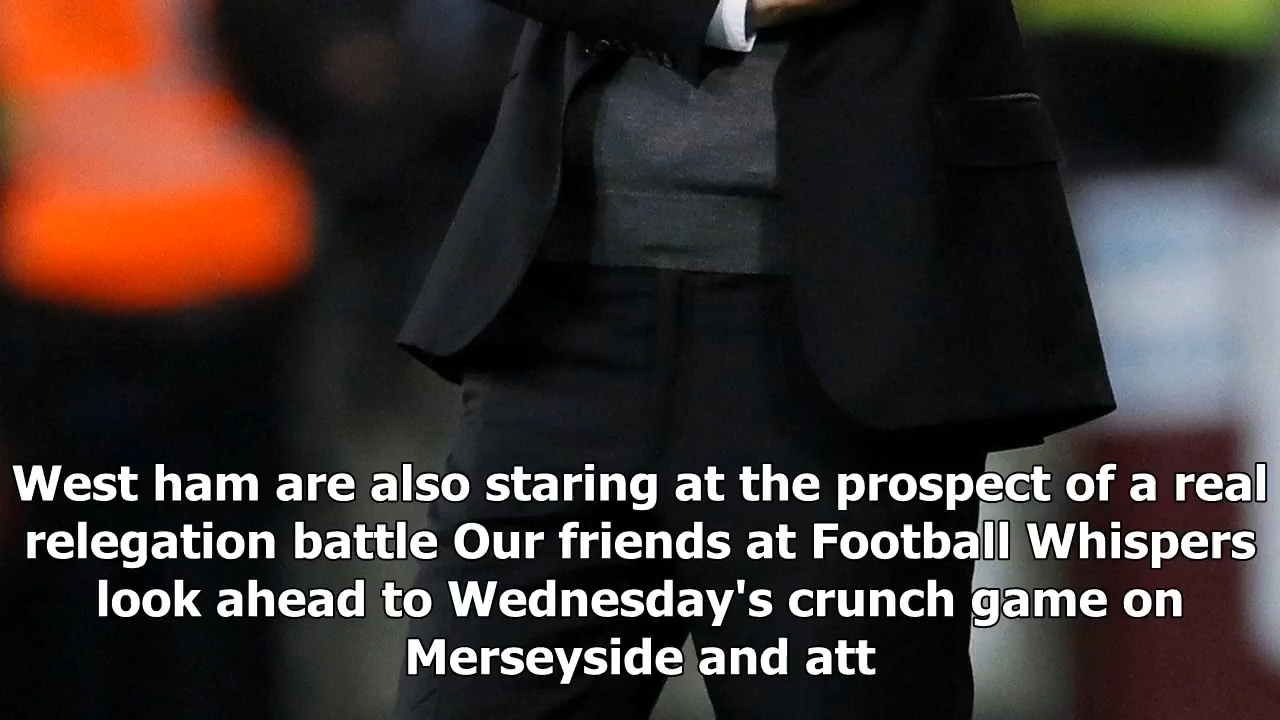 West ham are also staring at the prospect of a real
relegation battle Our friends at Football Whispers
look ahead to Wednesday's crunch game on
Merseyside and att